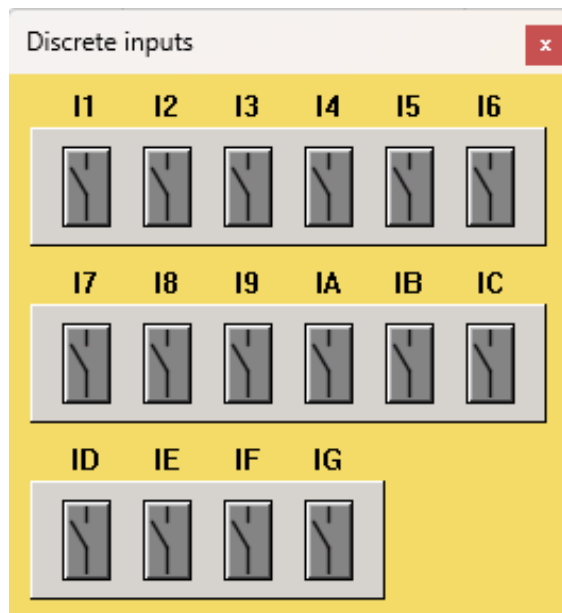 Discrete inputs x
I1 I2 I3 I4 I5 I6
I7 I8 I9 IA IB IC
ID IE IF IG